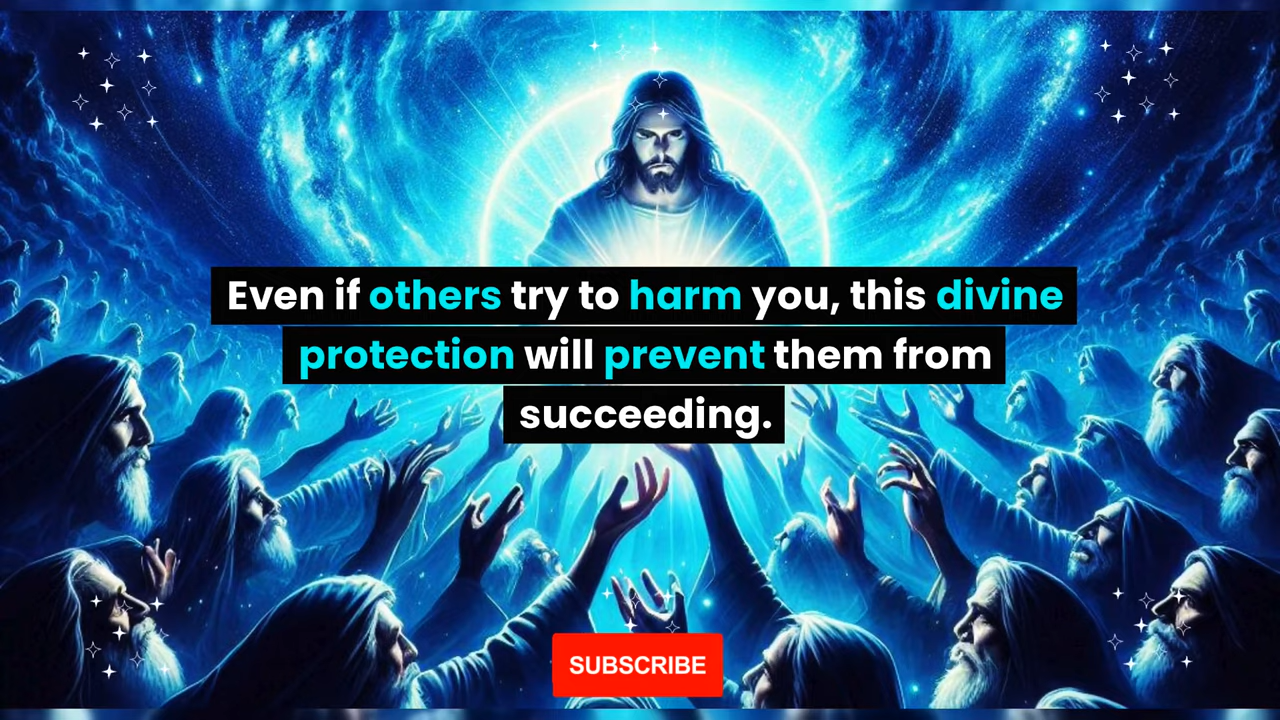 Even if others try to harm you, this divine
protection will prevent them from
succeeding.
SUBSCRIBE